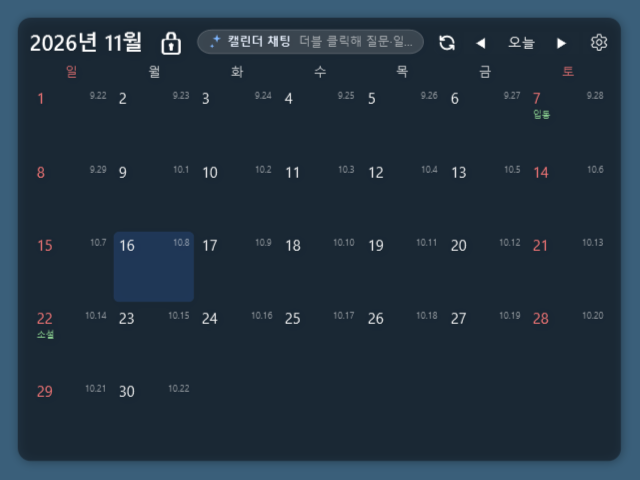 2026년 11월 캘린더 채팅 더블 클릭해 질문·일... 오늘
일 월 화 수 목 금 토
1 9.22 2 9.23 3 9.24 4 9.25 5 9.26 6 9.27 7 9.28
입동
8 9.29 9 10.1 10 10.2 11 10.3 12 10.4 13 10.5 14 10.6
15 10.7 16 10.8 17 10.9 18 10.10 19 10.11 20 10.12 21 10.13
22 10.14 23 10.15 24 10.16 25 10.17 26 10.18 27 10.19 28 10.20
소설
29 10.21 30 10.22